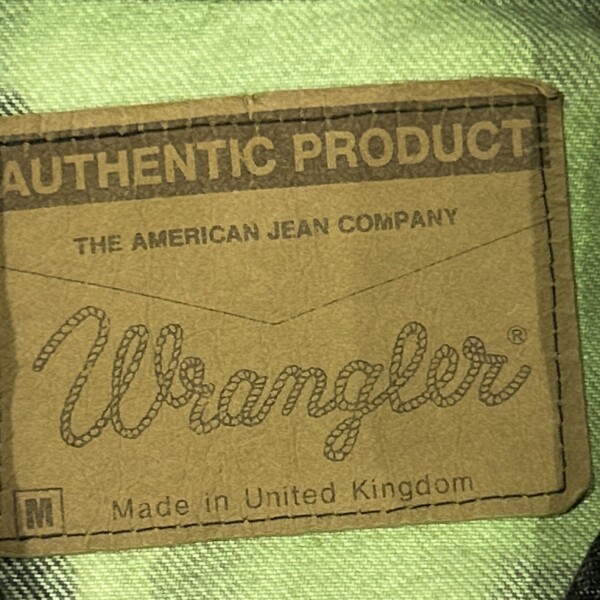 AUTHENTIC PRODUCT
THE AMERICAN JEAN COMPANY
Wrangler®
M
Made in United Kingdom